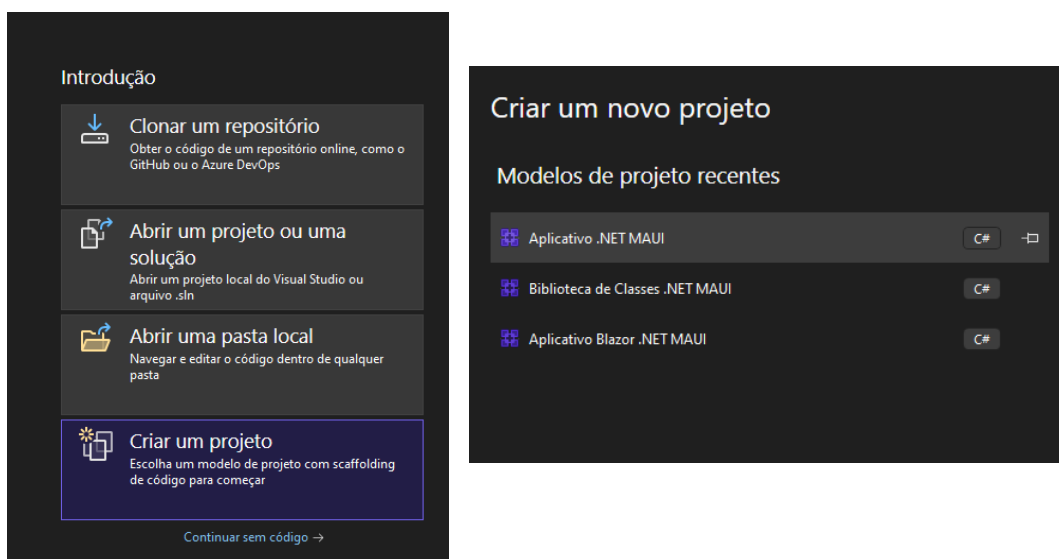 Introdução
Clonar um repositório
Obter o código de um repositório online, como o
GitHub ou o Azure DevOps
Abrir um projeto ou uma
solução
Abrir um projeto local do Visual Studio ou
arquivo .sln
Abrir uma pasta local
Navegar e editar o código dentro de qualquer
pasta
Criar um projeto
Escolha um modelo de projeto com scaffolding
de código para começar
Continuar sem código →
Criar um novo projeto
Modelos de projeto recentes
Aplicativo .NET MAUI C#
Biblioteca de Classes .NET MAUI C#
Aplicativo Blazor .NET MAUI C#